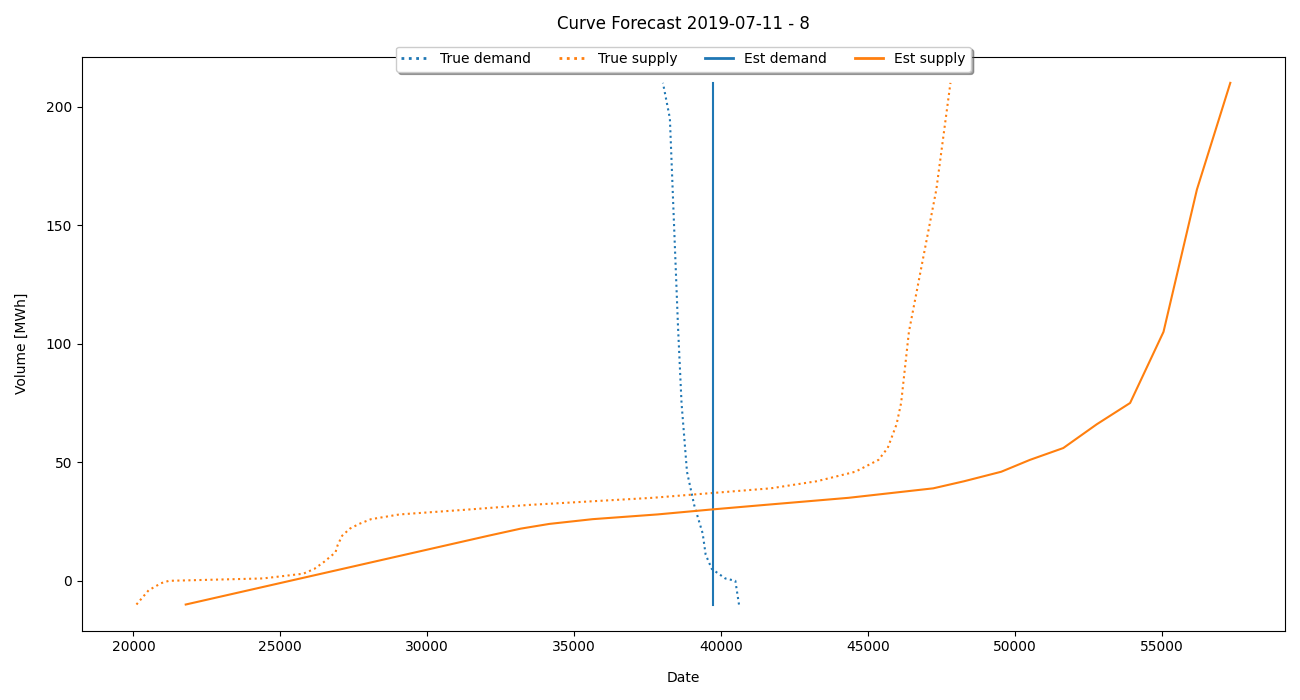 Curve Forecast 2019-07-11 - 8
True demand True supply Est demand Est supply
200
150
100
50
0
Volume [MWh]
20000 25000 30000 35000 40000 45000 50000 55000
Date